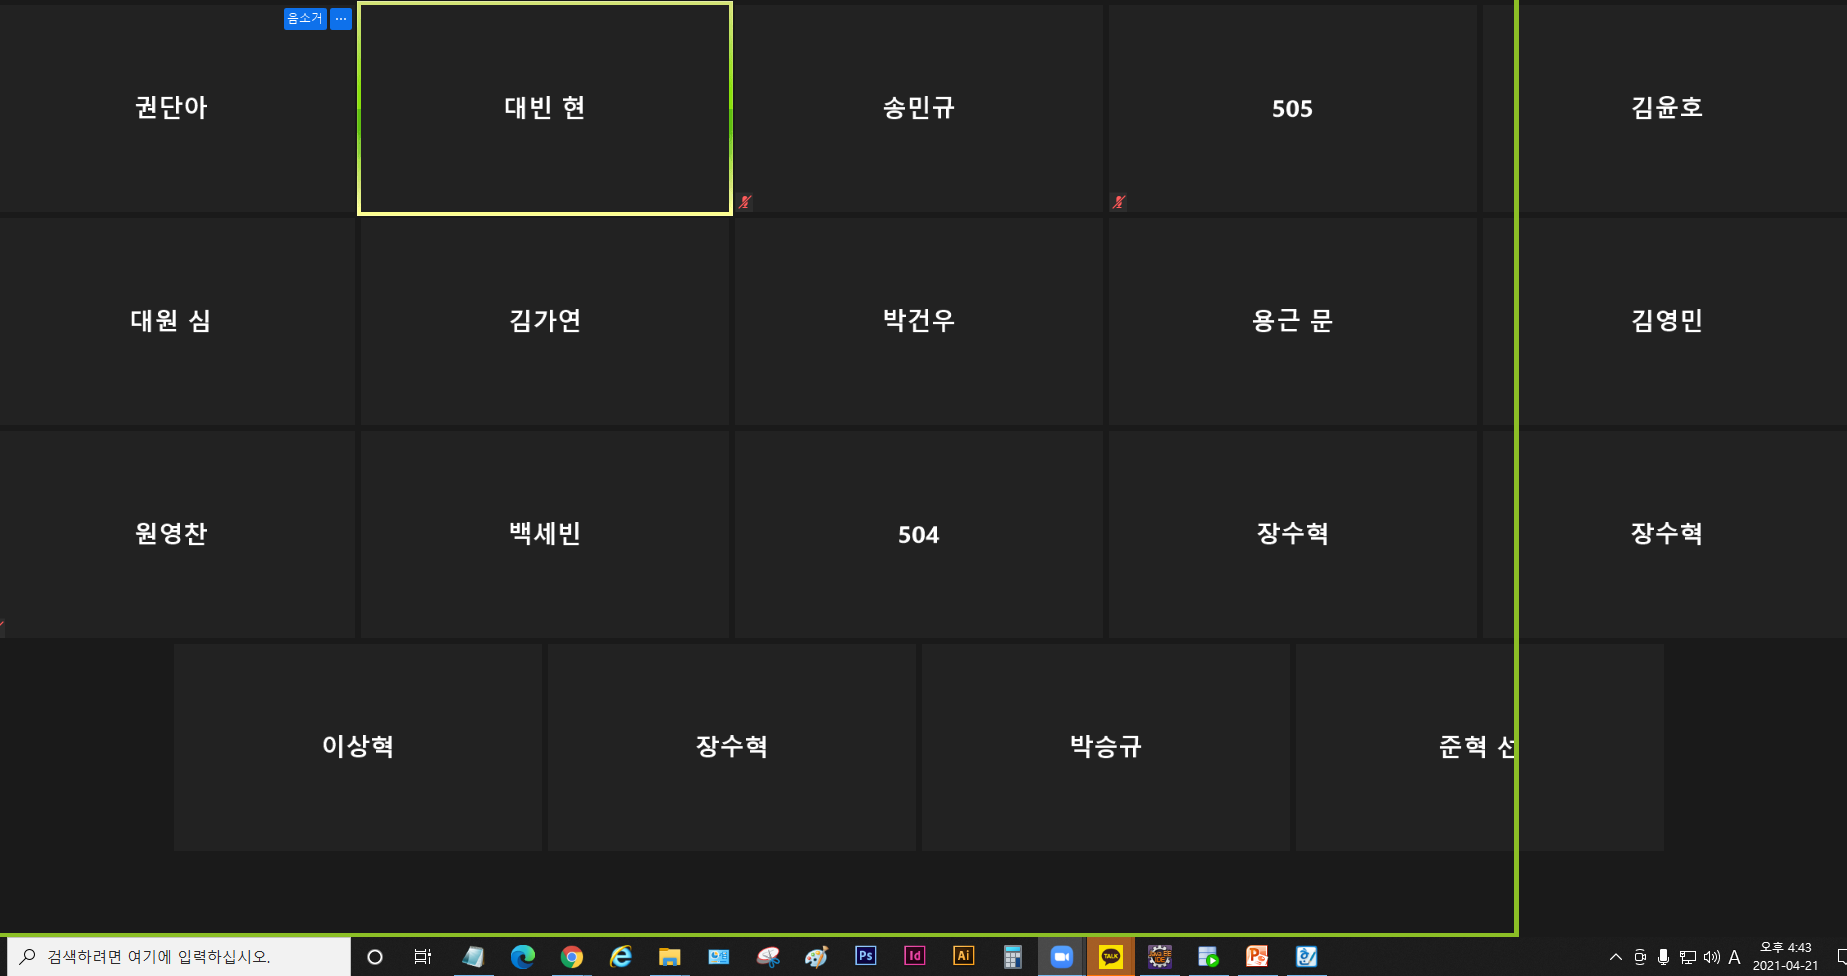 음소거 ...
권단아
대빈 현
송민규
505
김윤호
대원 심
김가연
박건우
용근 문
김영민
원영찬
백세빈
504
장수혁
장수혁
이상혁
장수혁
박승규
준혁 선
검색하려면 여기에 입력하십시오.
Ps
Id
Ai
TALK
A
오후 4:43
2021-04-21